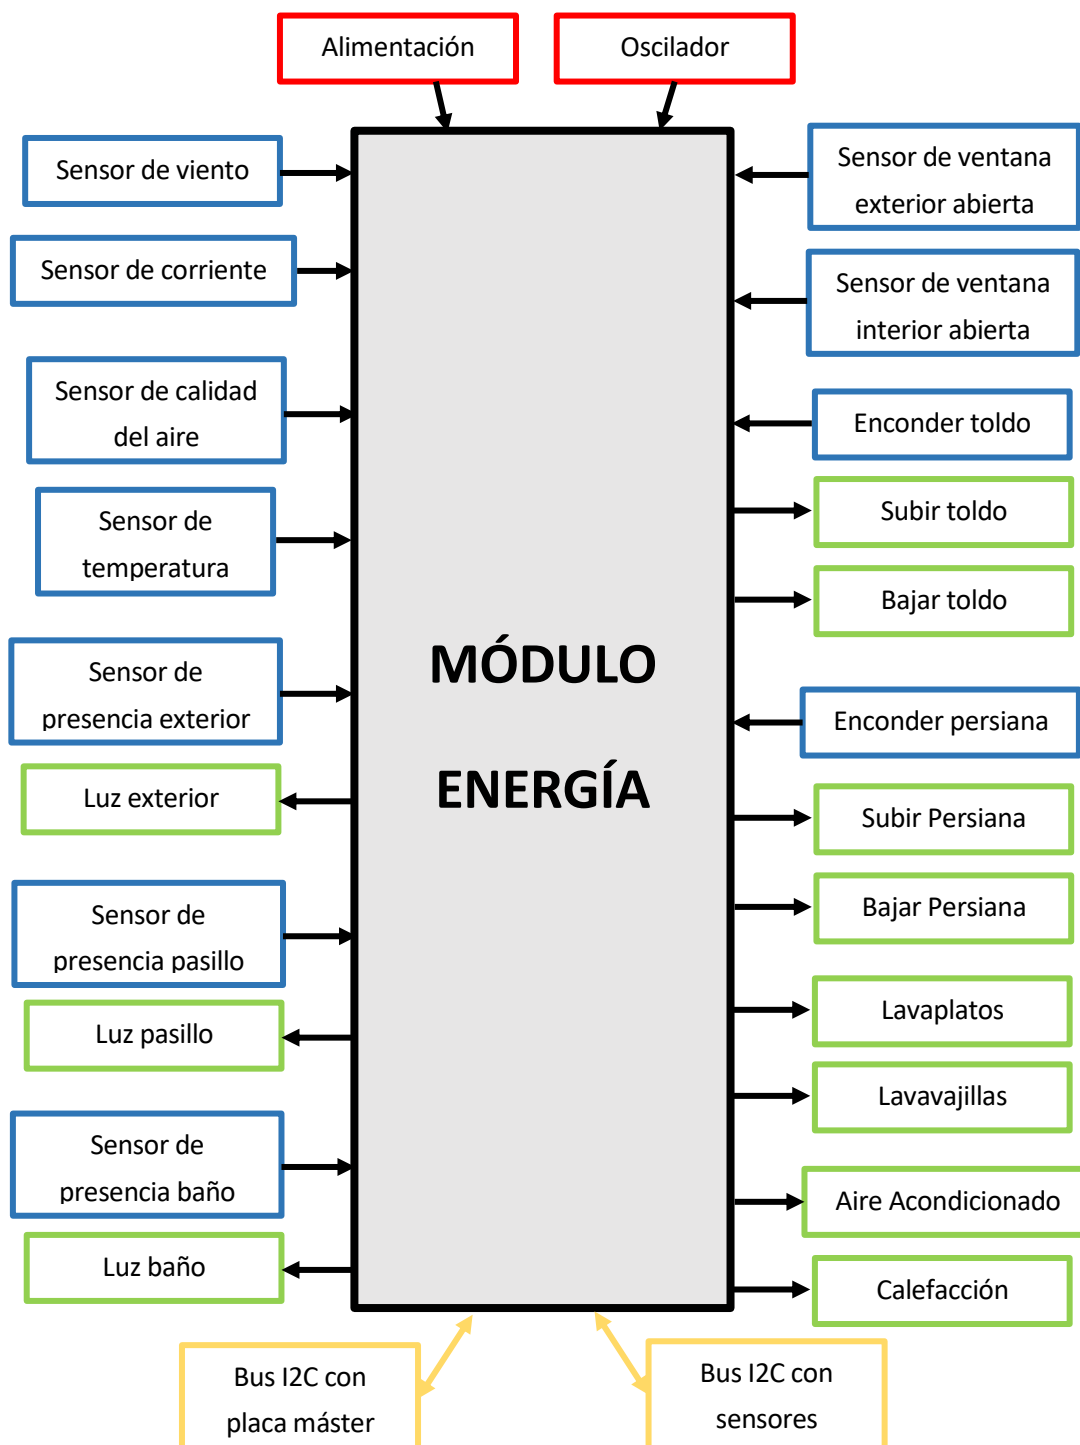 Alimentación
Oscilador
Sensor de viento
Sensor de corriente
Sensor de calidad
del aire
Sensor de
temperatura
Sensor de
presencia exterior
Luz exterior
Sensor de
presencia pasillo
Luz pasillo
Sensor de
presencia baño
Luz baño
MÓDULO
ENERGÍA
Sensor de ventana
exterior abierta
Sensor de ventana
interior abierta
Enconder toldo
Subir toldo
Bajar toldo
Enconder persiana
Subir Persiana
Bajar Persiana
Lavaplatos
Lavavajillas
Aire Acondicionado
Calefacción
Bus I2C con
placa máster
Bus I2C con
sensores